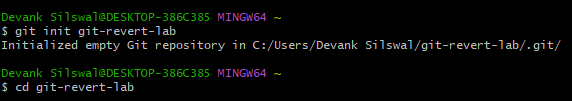 Devank Silswal@DESKTOP-386C385 MINGW64 ~
$ git init git-revert-lab
Initialized empty Git repository in C:/Users/Devank Silswal/git-revert-lab/.git/
Devank Silswal@DESKTOP-386C385 MINGW64 ~
$ cd git-revert-lab